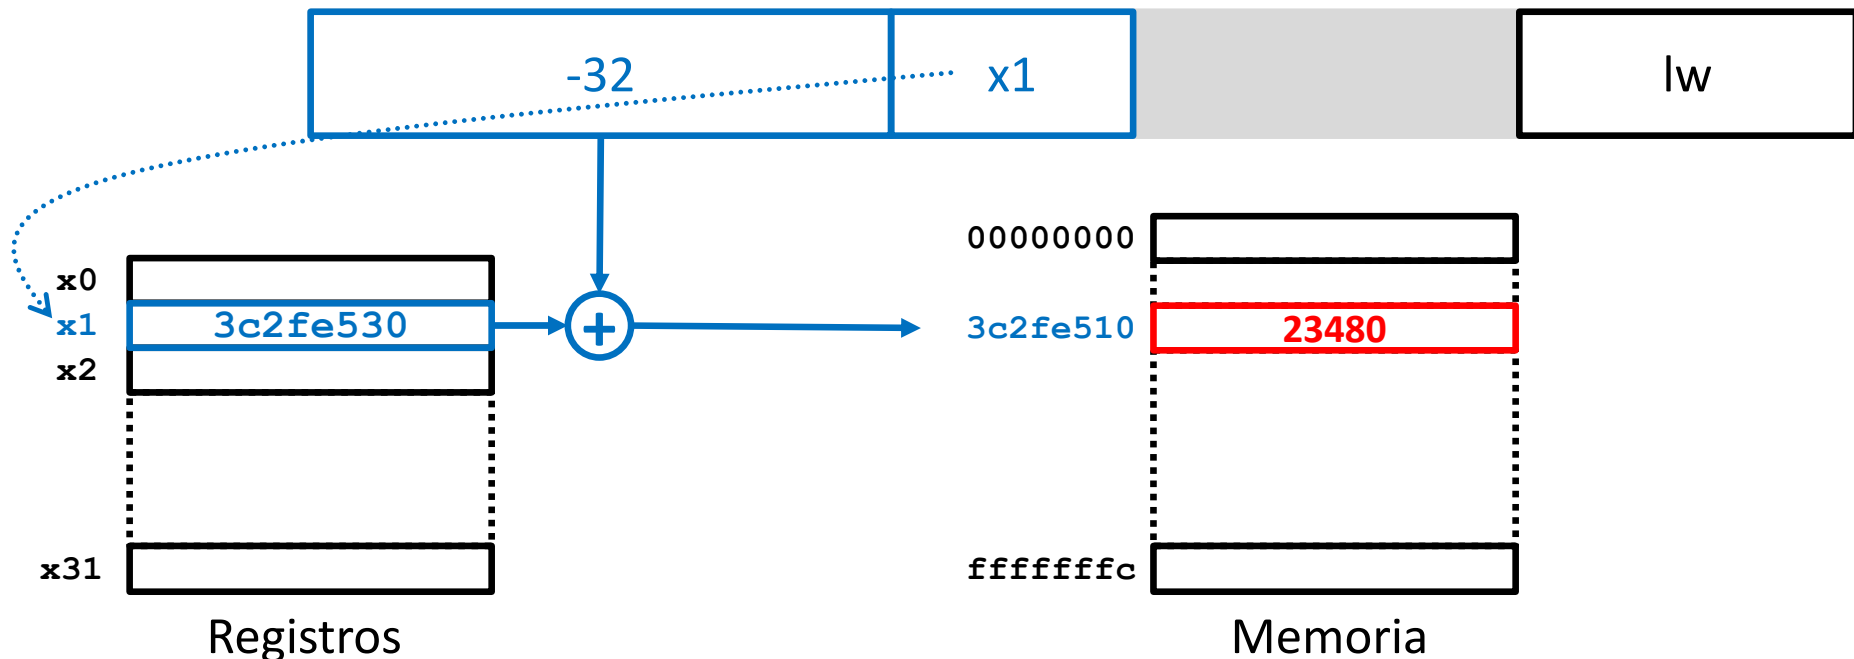 -32 x1 lw
00000000
x0
x1 3c2fe530 + 3c2fe510 23480
x2
x31 fffffffc
Registros Memoria